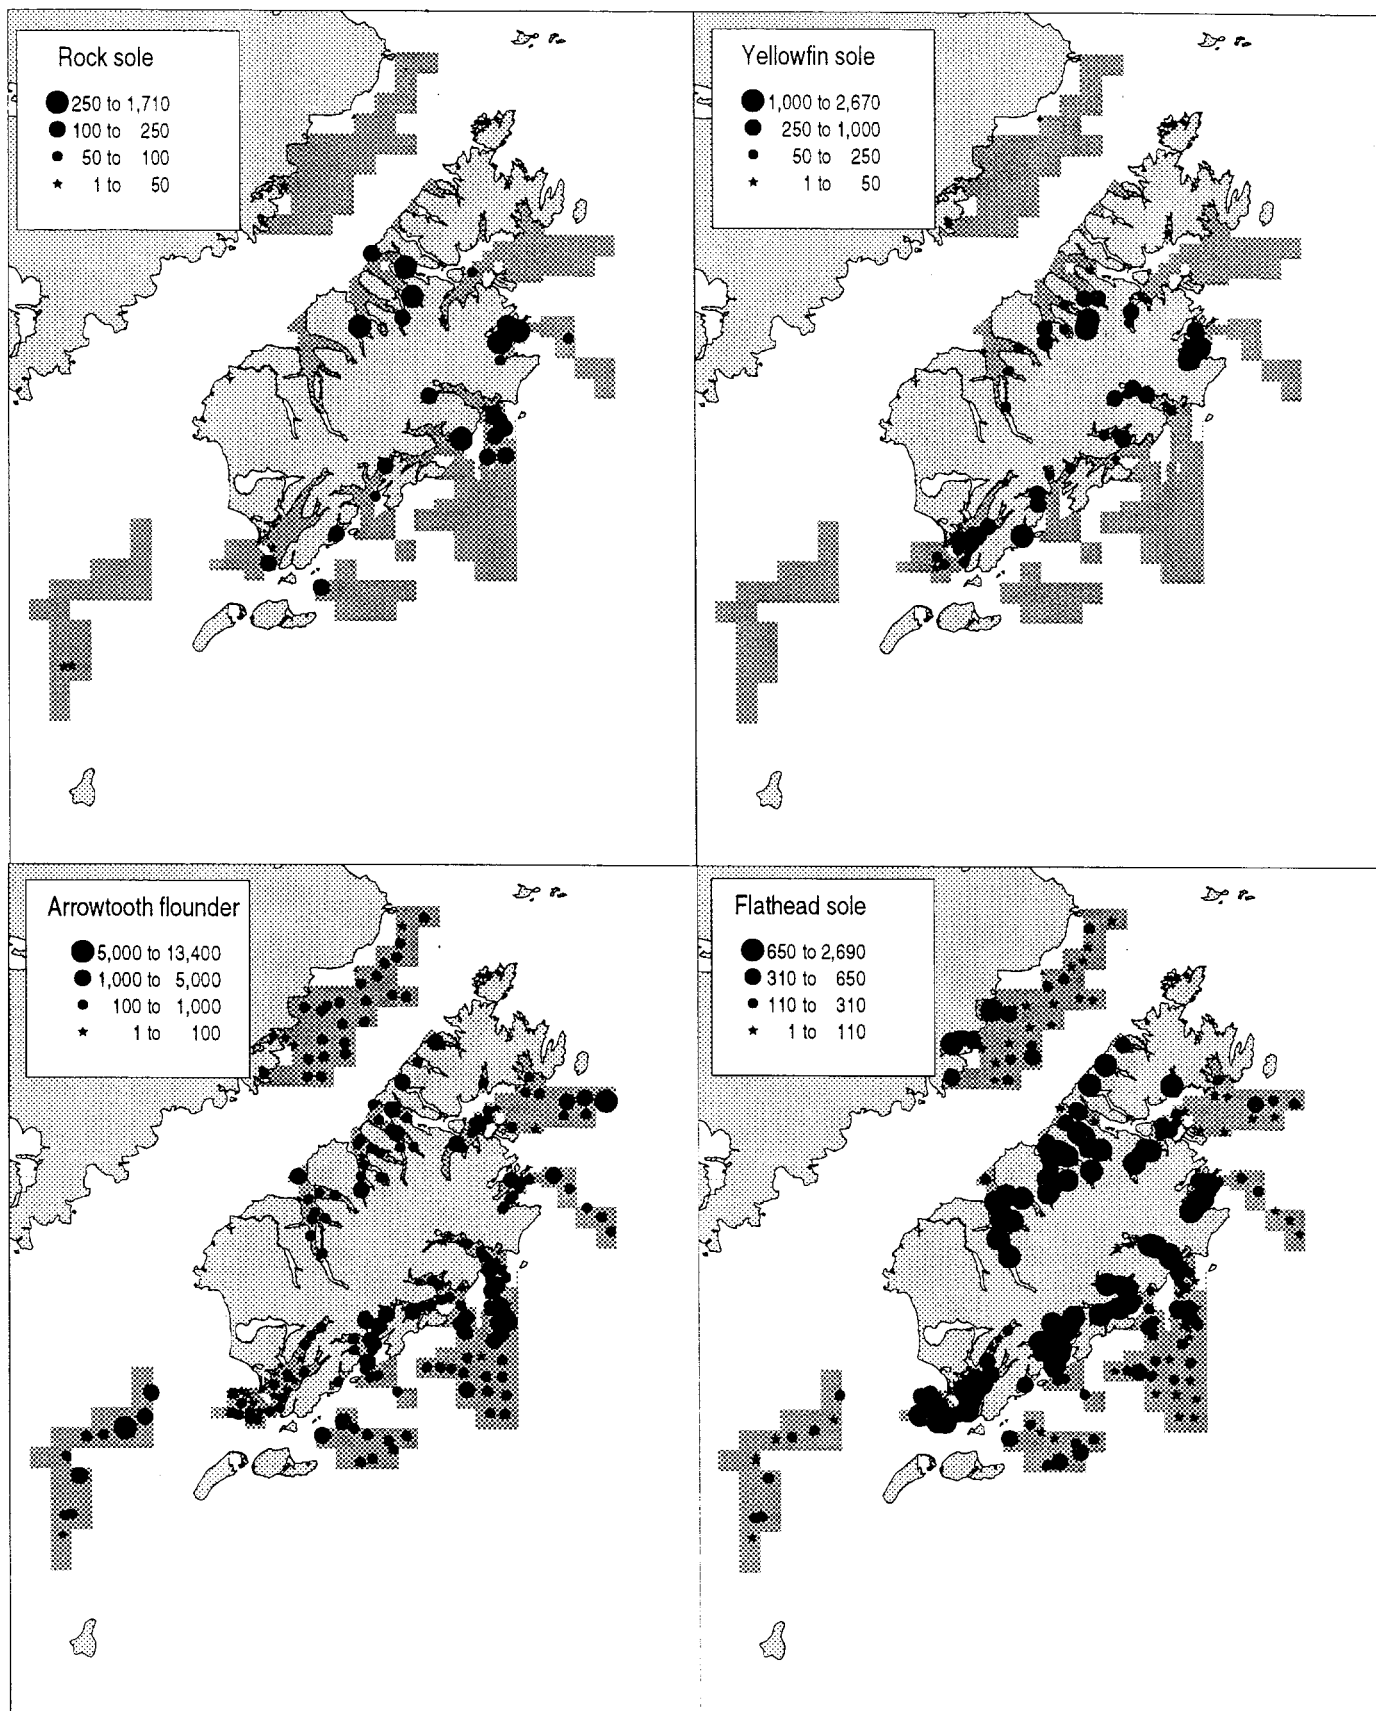 Rock sole
250 to 1,710
100 to 250
50 to 100
1 to 50
Yellowfin sole
1,000 to 2,670
250 to 1,000
50 to 250
1 to 50
Arrowtooth flounder
5,000 to 13,400
1,000 to 5,000
100 to 1,000
1 to 100
Flathead sole
650 to 2,690
310 to 650
110 to 310
1 to 110